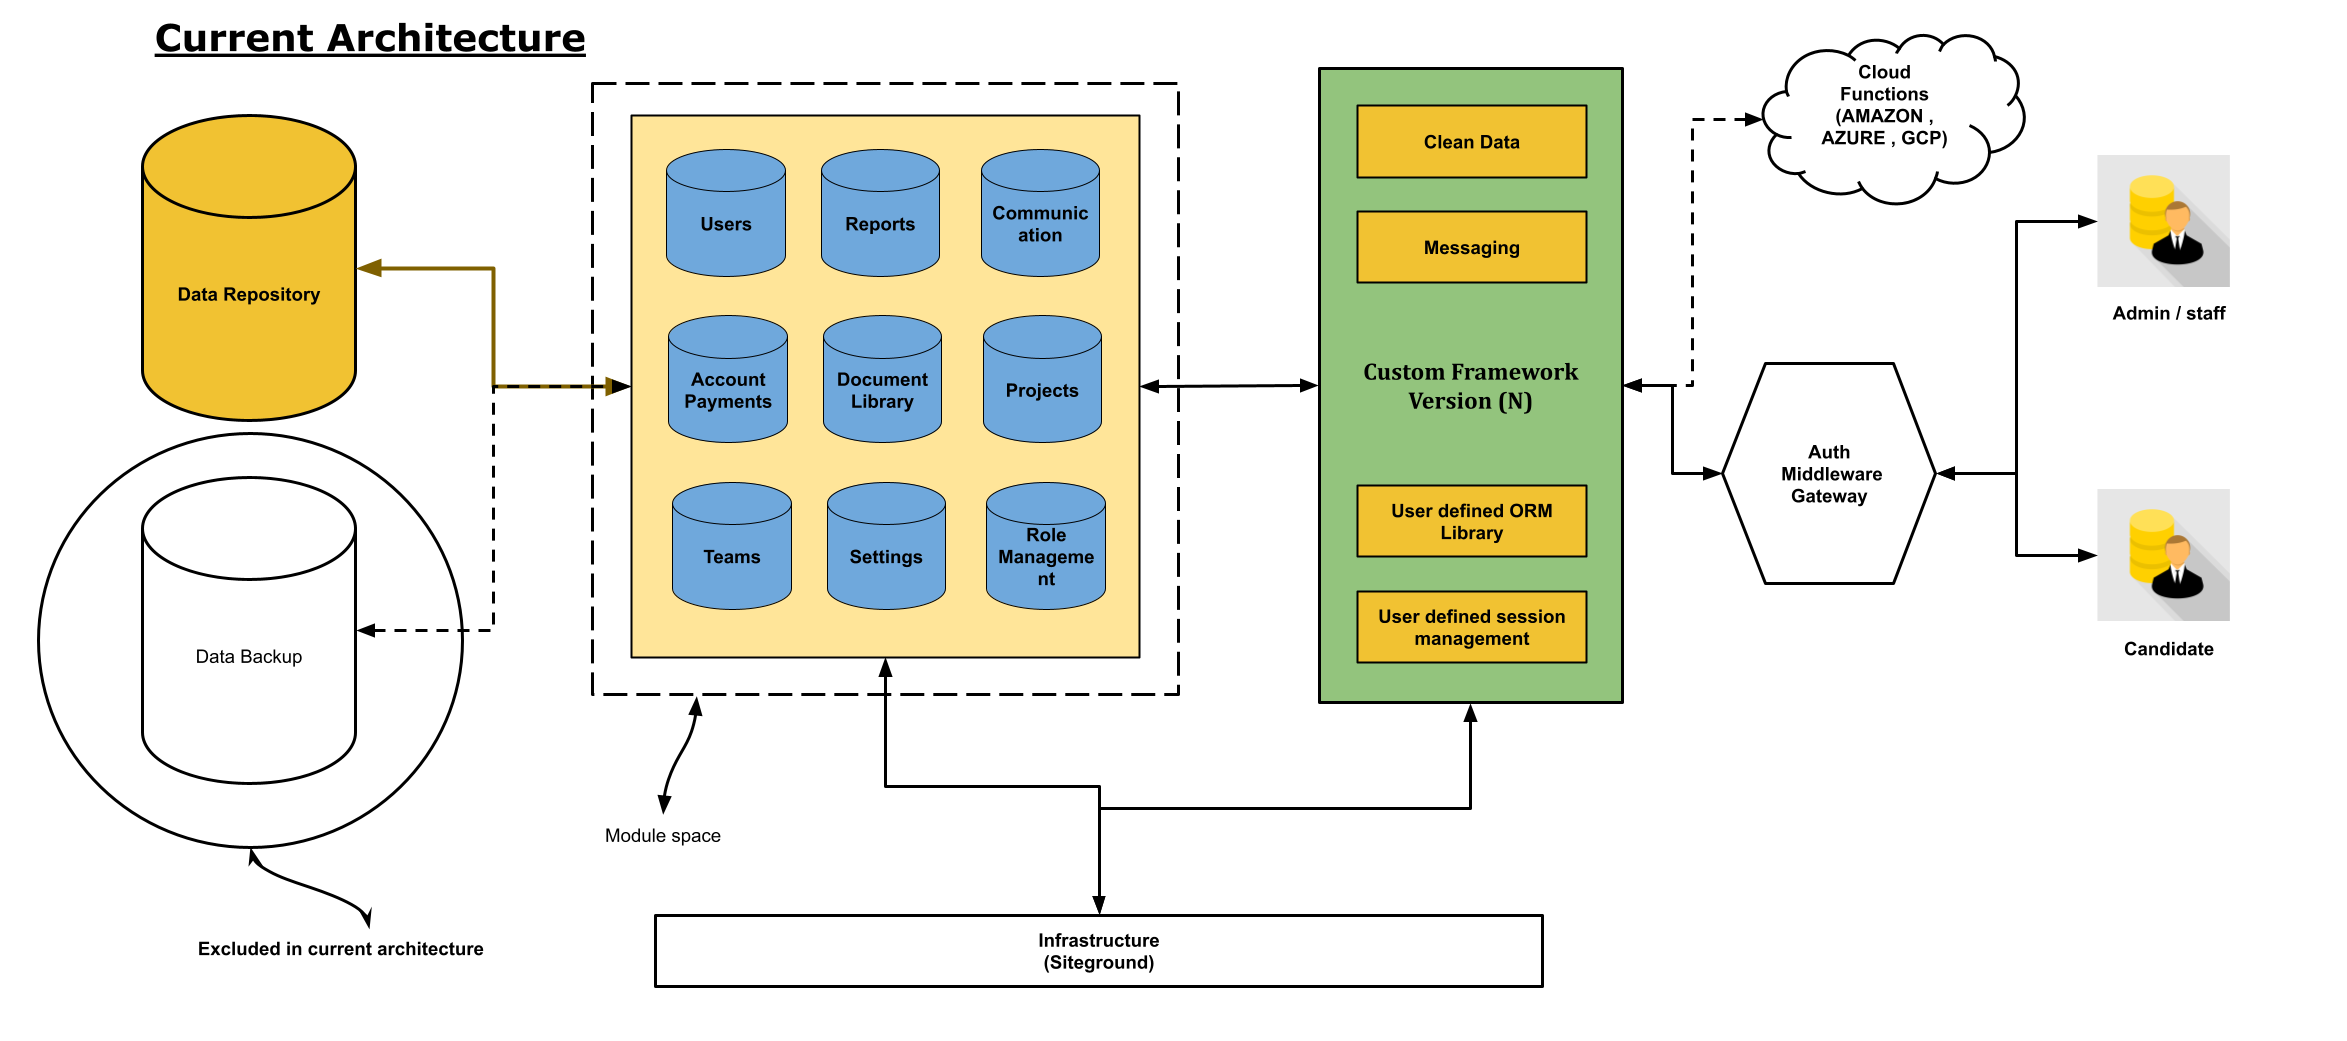 Current Architecture
Data Repository
Data Backup
Excluded in current architecture
Users
Reports
Communic
ation
Account
Payments
Document
Library
Projects
Teams
Settings
Role
Manageme
nt
Module space
Clean Data
Messaging
Custom Framework
Version (N)
User defined ORM
Library
User defined session
management
Infrastructure
(Siteground)
Cloud
Functions
(AMAZON ,
AZURE , GCP)
Auth
Middleware
Gateway
Admin / staff
Candidate